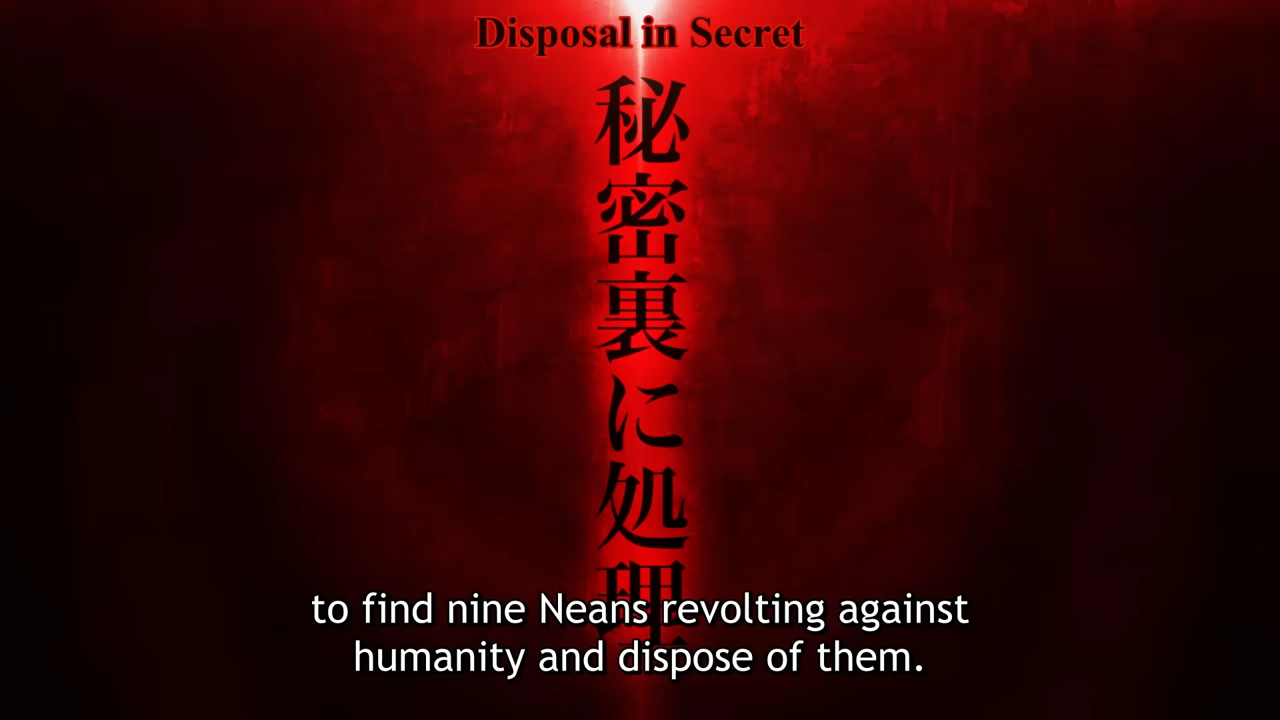 Disposal in Secret
秘密裏に処理
to find nine Neans revolting against
humanity and dispose of them.